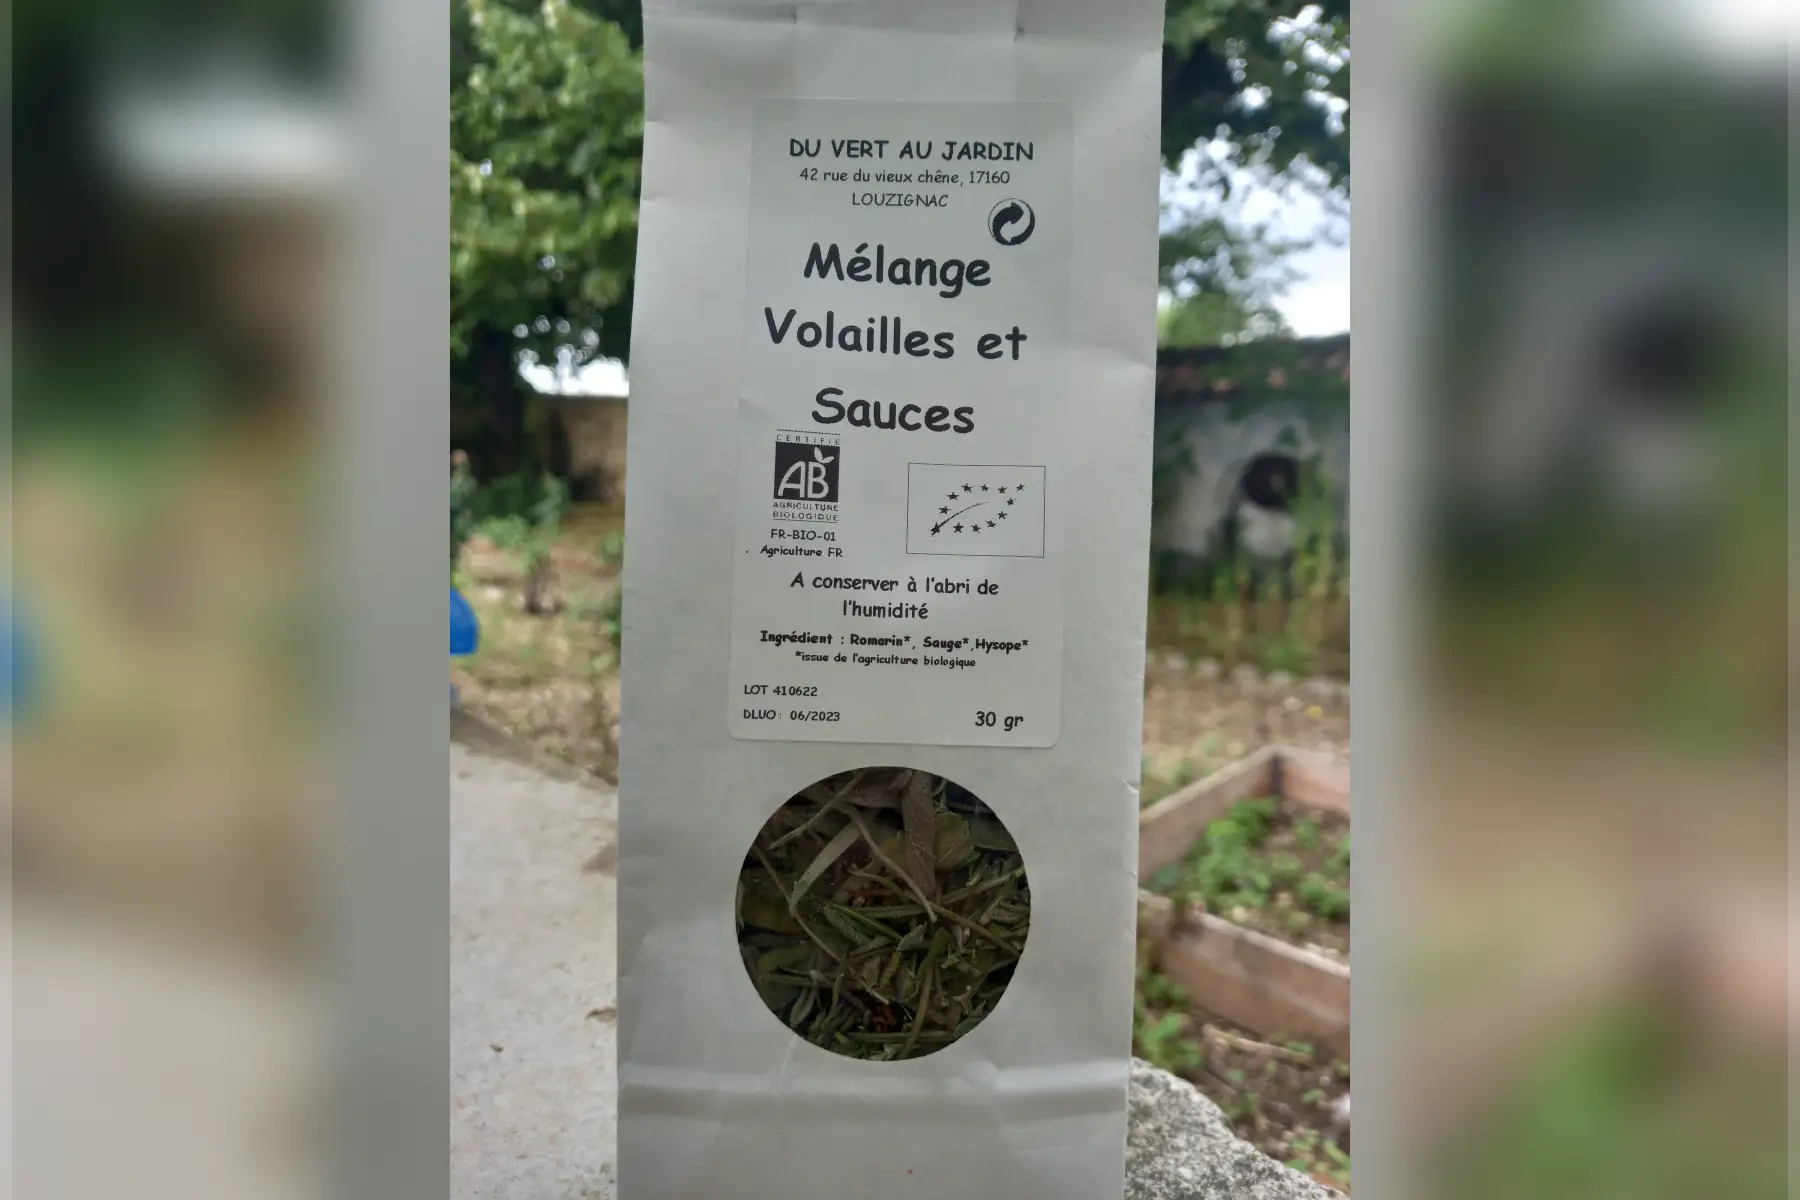 DU VERT AU JARDIN
42 rue du vieux chêne, 17160
LOUZIGNAC
Mélange
Volailles et
Sauces
CERTIFIE
AB
AGRICULTURE
BIOLOGIQUE
FR-BIO-01
Agriculture FR
A conserver à l'abri de
l'humidité
Ingrédient : Romarin*, Sauge*,Hysope*
*issue de l'agriculture biologique
LOT 410622
DLUO : 06/2023
30 gr